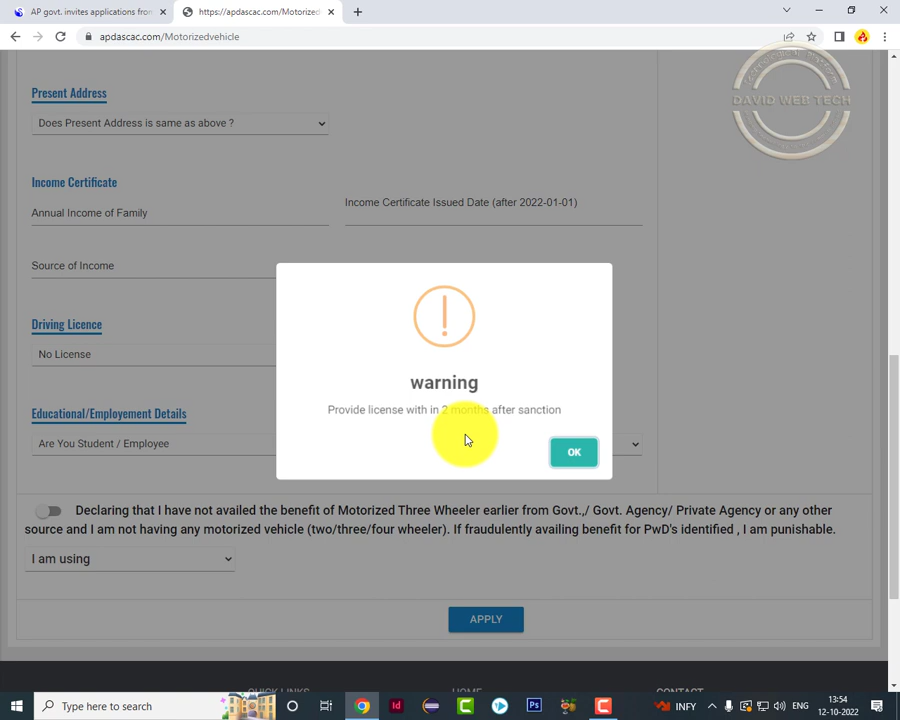 AP govt. invites applications from
https://apdascac.com/Motorized
apdascac.com/Motorizedvehicle
DAVID WEB TECH
Present Address
Does Present Address is same as above ?
Income Certificate
Annual Income of Family
Income Certificate Issued Date (after 2022-01-01)
Source of Income
Driving Licence
No License
warning
Provide license with in 2 months after sanction
OK
Educational/Employement Details
Are You Student / Employee
Declaring that I have not availed the benefit of Motorized Three Wheeler earlier from Govt.,/ Govt. Agency/ Private Agency or any other
source and I am not having any motorized vehicle (two/three/four wheeler). If fraudulently availing benefit for PwD's identified , I am punishable.
I am using
APPLY
QUICK LINKS
HOME
CONTACT
Type here to search
Id
Ps
INFY
ENG
13:54
12-10-2022